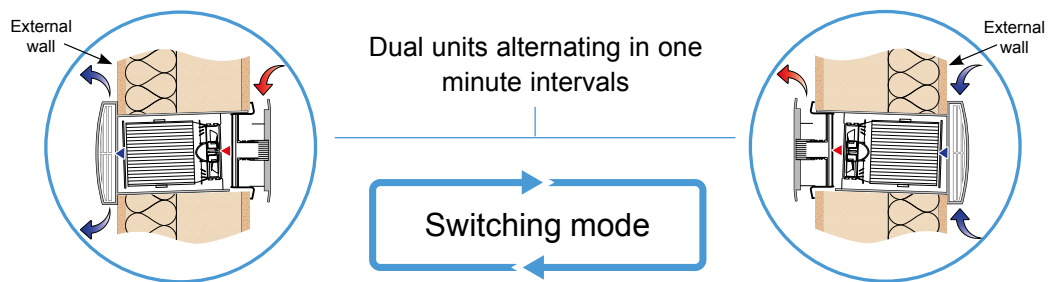 External
wall
Dual units alternating in one
minute intervals
External
wall
Switching mode